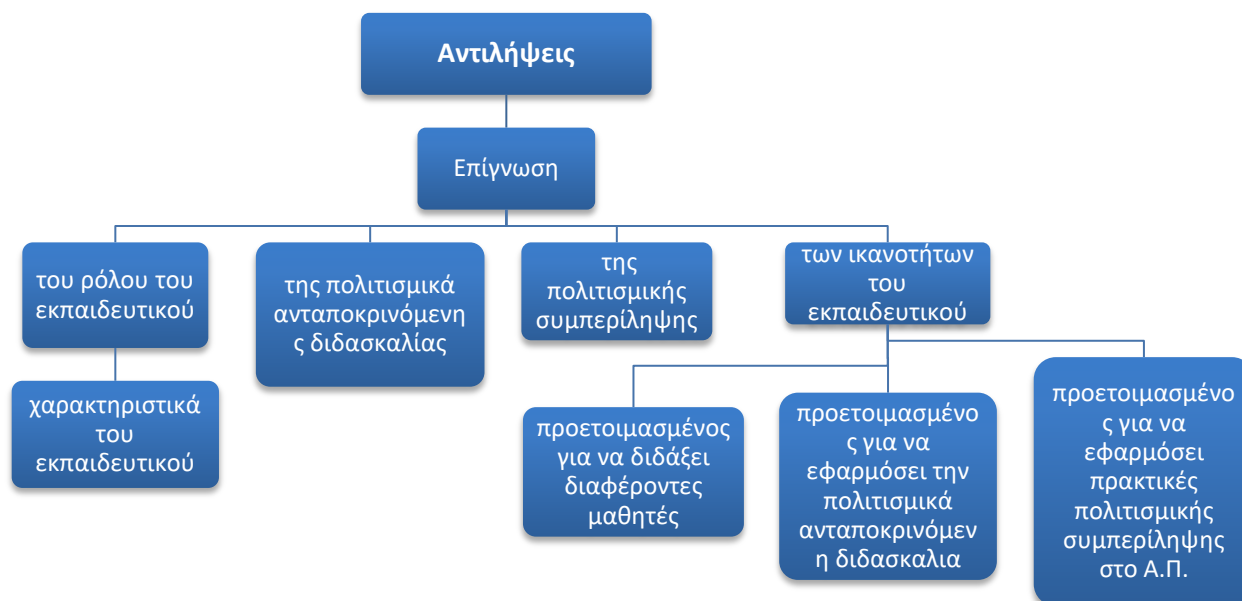 Αντιλήψεις
Επίγνωση
του ρόλου του
εκπαιδευτικού
της πολιτισμικά
ανταποκρινόμενη
ς διδασκαλίας
της
πολιτισμικής
συμπερίληψης
των ικανοτήτων
του
εκπαιδευτικού
χαρακτηριστικά
του
εκπαιδευτικού
προετοιμασμένος
για να διδάξει
διαφέροντες
μαθητές
προετοιμασμένο
ς για να
εφαρμόσει την
πολιτισμικά
ανταποκρινόμεν
η διδασκαλια
προετοιμασμένο
ς για να
εφαρμόσει
πρακτικές
πολιτισμικής
συμπερίληψης
στο Α.Π.